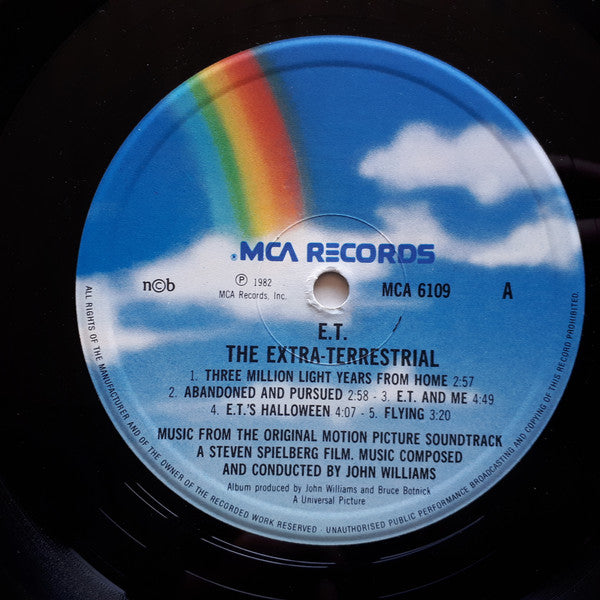 MCA RECORDS
n©b
℗ 1982
MCA Records, Inc.
MCA 6109
A
E.T.
THE EXTRA-TERRESTRIAL
1. THREE MILLION LIGHT YEARS FROM HOME 2:57
2. ABANDONED AND PURSUED 2:58 - 3. E.T. AND ME 4:49
4. E.T.'S HALLOWEEN 4:07 - 5. FLYING 3:20
MUSIC FROM THE ORIGINAL MOTION PICTURE SOUNDTRACK
A STEVEN SPIELBERG FILM. MUSIC COMPOSED
AND CONDUCTED BY JOHN WILLIAMS
Album produced by John Williams and Bruce Botnick
A Universal Picture
ALL RIGHTS OF THE MANUFACTURER AND OF THE OWNER OF THE RECORDED WORK RESERVED · UNAUTHORISED PUBLIC PERFORMANCE BROADCASTING AND COPYING OF THIS RECORD PROHIBITED.